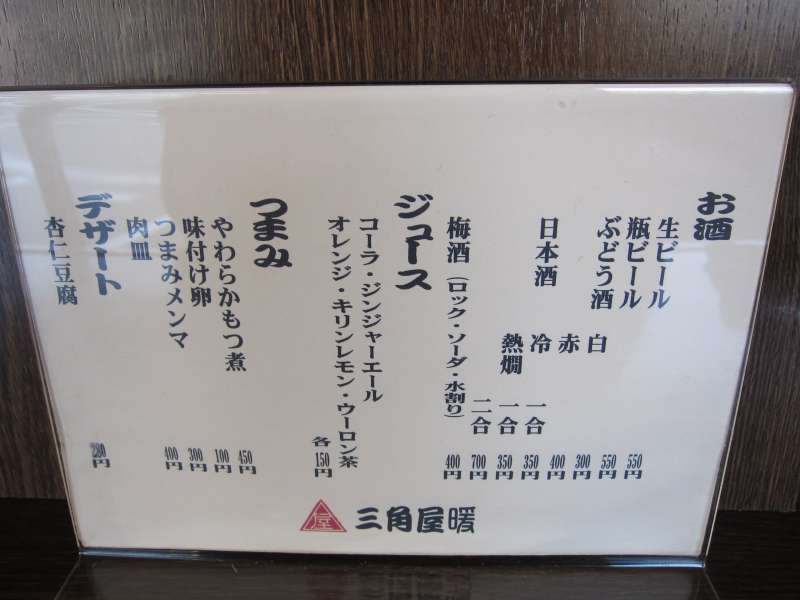 お酒
生ビール 550円
瓶ビール 550円
ぶどう酒 白 300円
赤 400円
日本酒 冷 一合 350円
熱燗 一合 350円
二合 700円
梅酒(ロック・ソーダ・水割り) 400円
ジュース
コーラ・ジンジャーエール
オレンジ・キリンレモン・ウーロン茶 各150円
つまみ
やわらかもつ煮 450円
味付け卵 100円
つまみメンマ 300円
肉皿 400円
デザート
杏仁豆腐 280円
屋 三角屋暖